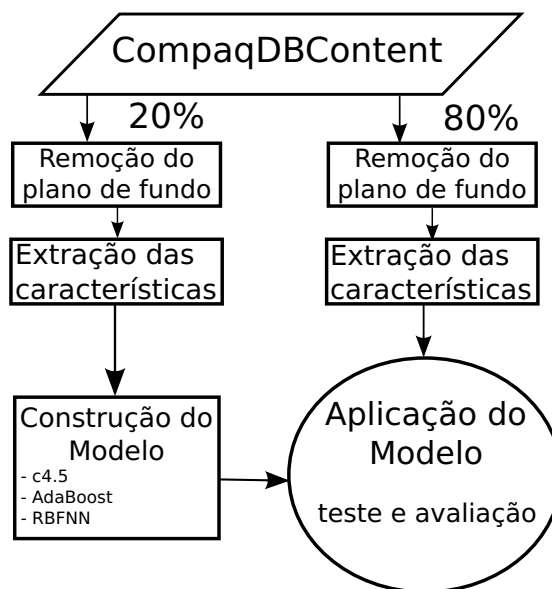 CompaqDBContent
20%
80%
Remoção do
plano de fundo
Remoção do
plano de fundo
Extração das
características
Extração das
características
Construção do
Modelo
- c4.5
- AdaBoost
- RBFNN
Aplicação do
Modelo
teste e avaliação